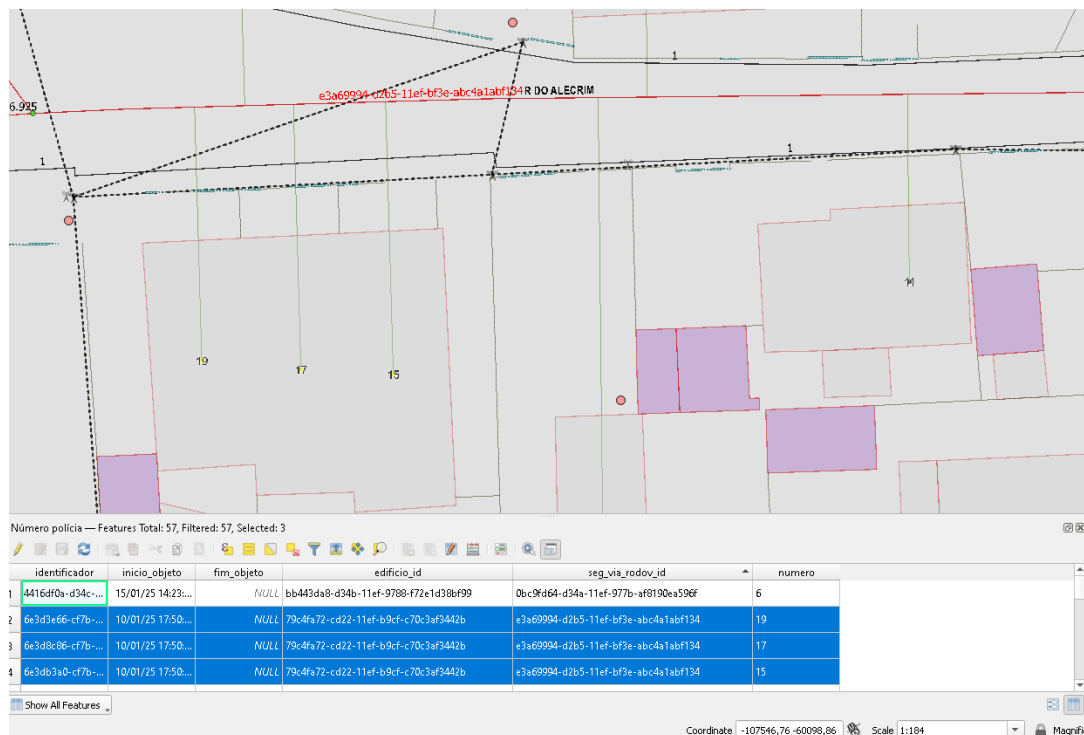 1
e3a69994-d2b5-11ef-bf3e-abc4a1abf134 R DO ALECRIM
6.925
1
1
19
17
15
Número polícia — Features Total: 57, Filtered: 57, Selected: 3
identificador inicio_objeto fim_objeto edificio_id seg_via_rodov_id numero
1 4416df0a-d34c-... 15/01/25 14:23:... NULL bb443da8-d34b-11ef-9788-f72e1d38bf99 0bc9fd64-d34a-11ef-977b-af8190ea596f 6
2 6e3d3e66-cf7b-... 10/01/25 17:50:... NULL 79c4fa72-cd22-11ef-b9cf-c70c3af3442b e3a69994-d2b5-11ef-bf3e-abc4a1abf134 19
3 6e3d8c86-cf7b-... 10/01/25 17:50:... NULL 79c4fa72-cd22-11ef-b9cf-c70c3af3442b e3a69994-d2b5-11ef-bf3e-abc4a1abf134 17
4 6e3db3a0-cf7b-... 10/01/25 17:50:... NULL 79c4fa72-cd22-11ef-b9cf-c70c3af3442b e3a69994-d2b5-11ef-bf3e-abc4a1abf134 15
Show All Features
Coordinate -107546,76 -60098,86 Scale 1:184 Magnifi